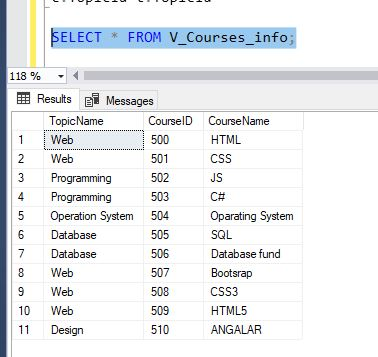 SELECT * FROM V_Courses_info;
118 %
Results Messages
TopicName CourseID CourseName
1 Web 500 HTML
2 Web 501 CSS
3 Programming 502 JS
4 Programming 503 C#
5 Operation System 504 Oparating System
6 Database 505 SQL
7 Database 506 Database fund
8 Web 507 Bootsrap
9 Web 508 CSS3
10 Web 509 HTML5
11 Design 510 ANGALAR